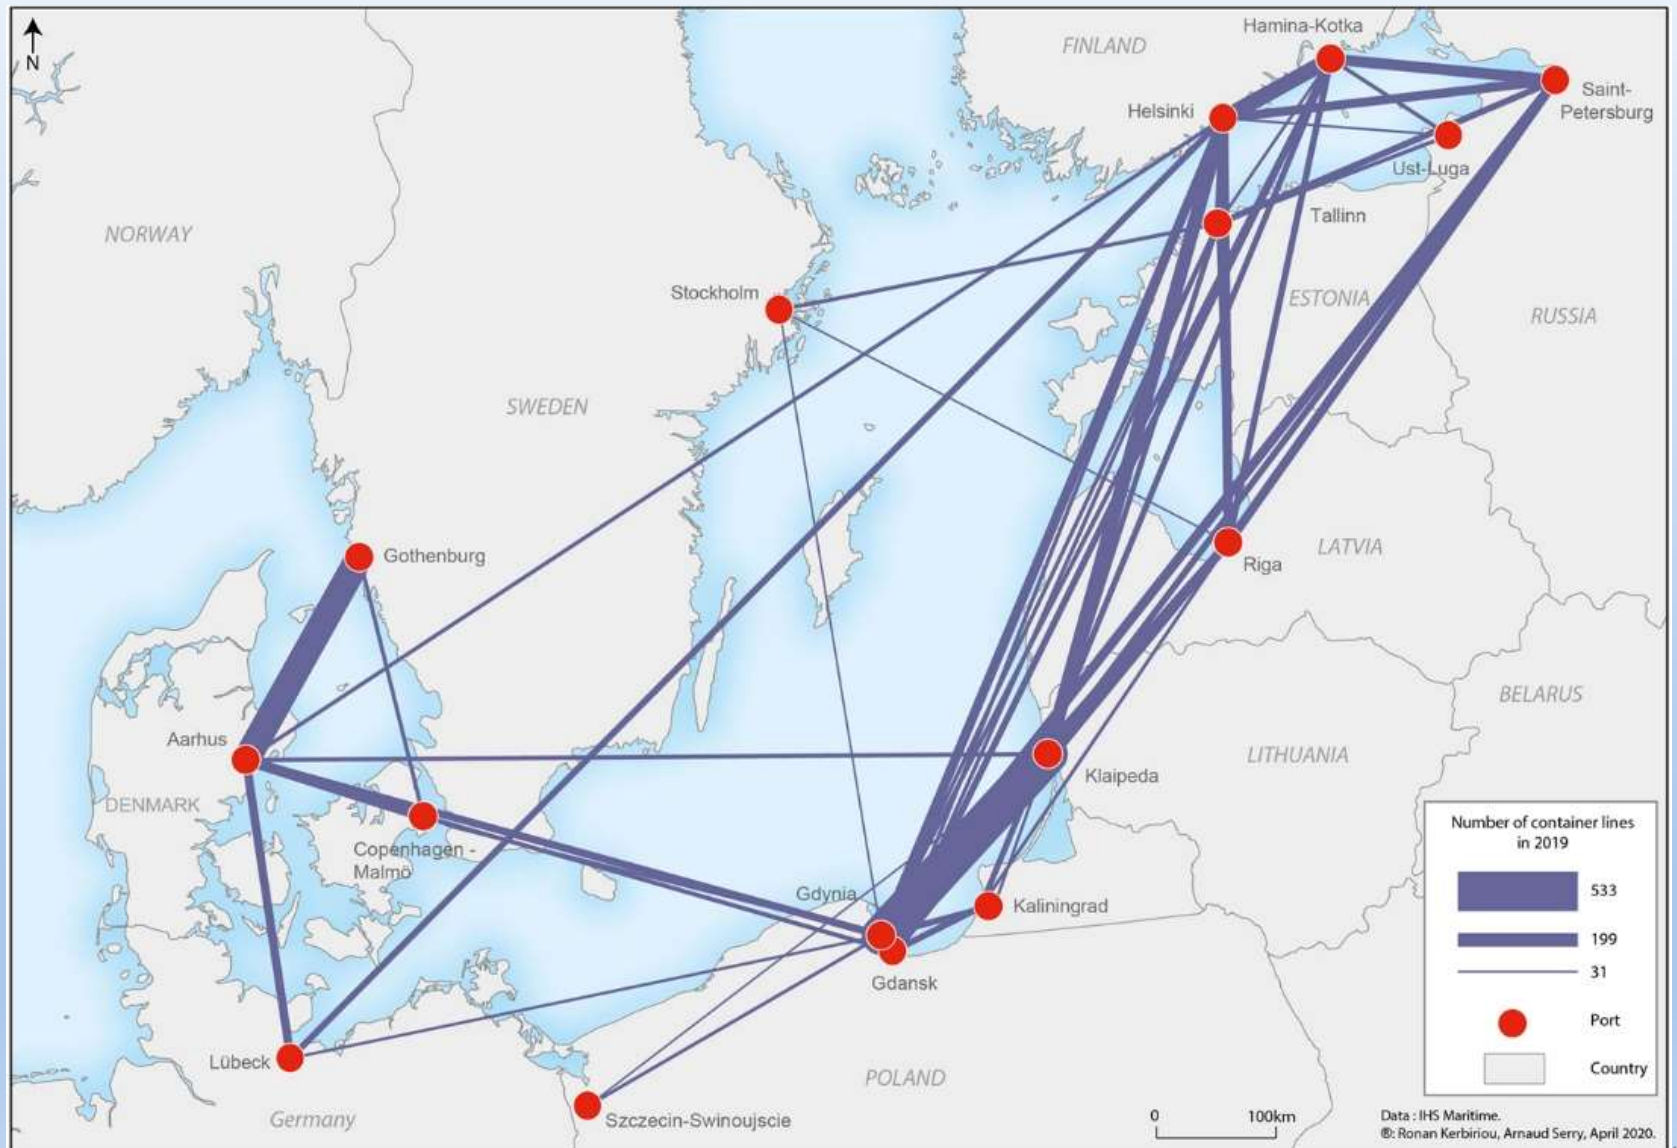 N
Hamina-Kotka
FINLAND
Saint-
Petersburg
Helsinki
Ust-Luga
Tallinn
NORWAY
Stockholm
ESTONIA
RUSSIA
SWEDEN
Gothenburg
LATVIA
Riga
BELARUS
Aarhus
LITHUANIA
Klaipeda
DENMARK
Copenhagen -
Malmö
Gdynia
Kaliningrad
Gdansk
Lübeck
POLAND
Germany
Szczecin-Swinoujscie
Number of container lines
in 2019
533
199
31
Port
Country
0 100km
Data : IHS Maritime.
®: Ronan Kerbiriou, Arnaud Serry, April 2020.